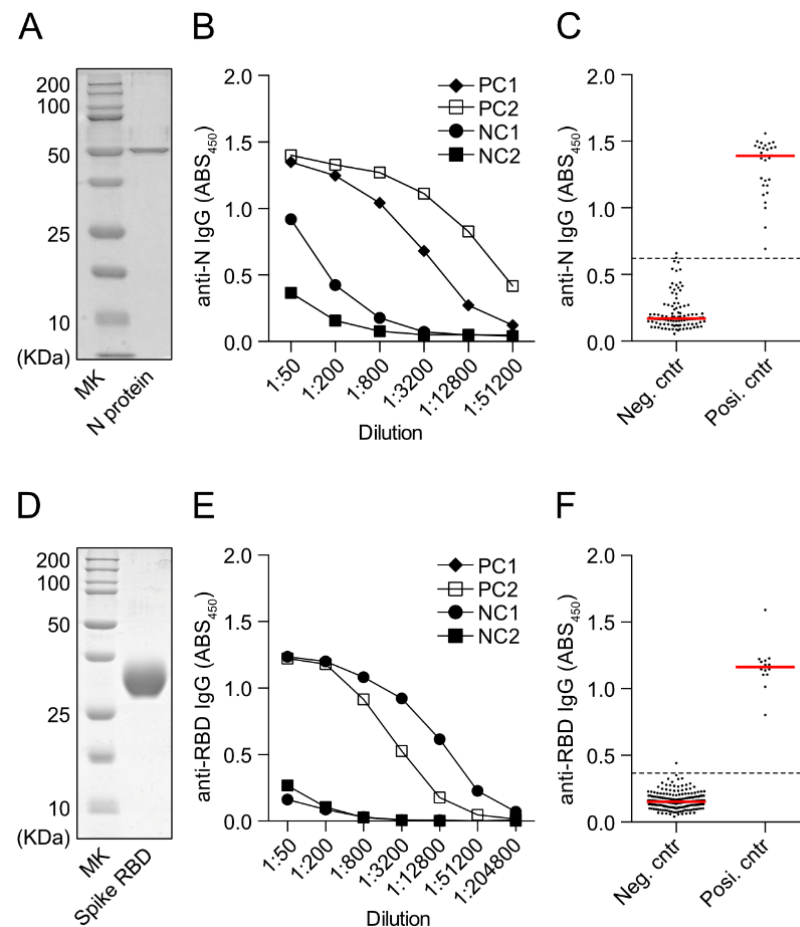 A
200
100
50
25
10
(KDa)
MK
N protein
B
anti-N IgG (ABS450)
2.0
1.5
1.0
0.5
0.0
PC1
PC2
NC1
NC2
1:50
1:200
1:800
1:3200
1:12800
1:51200
Dilution
C
anti-N IgG (ABS450)
2.0
1.5
1.0
0.5
0.0
Neg. cntr
Posi. cntr
D
200
100
50
25
10
(KDa)
MK
Spike RBD
E
anti-RBD IgG (ABS450)
2.0
1.5
1.0
0.5
0.0
PC1
PC2
NC1
NC2
1:50
1:200
1:800
1:3200
1:12800
1:51200
1:204800
Dilution
F
anti-RBD IgG (ABS450)
2.0
1.5
1.0
0.5
0.0
Neg. cntr
Posi. cntr